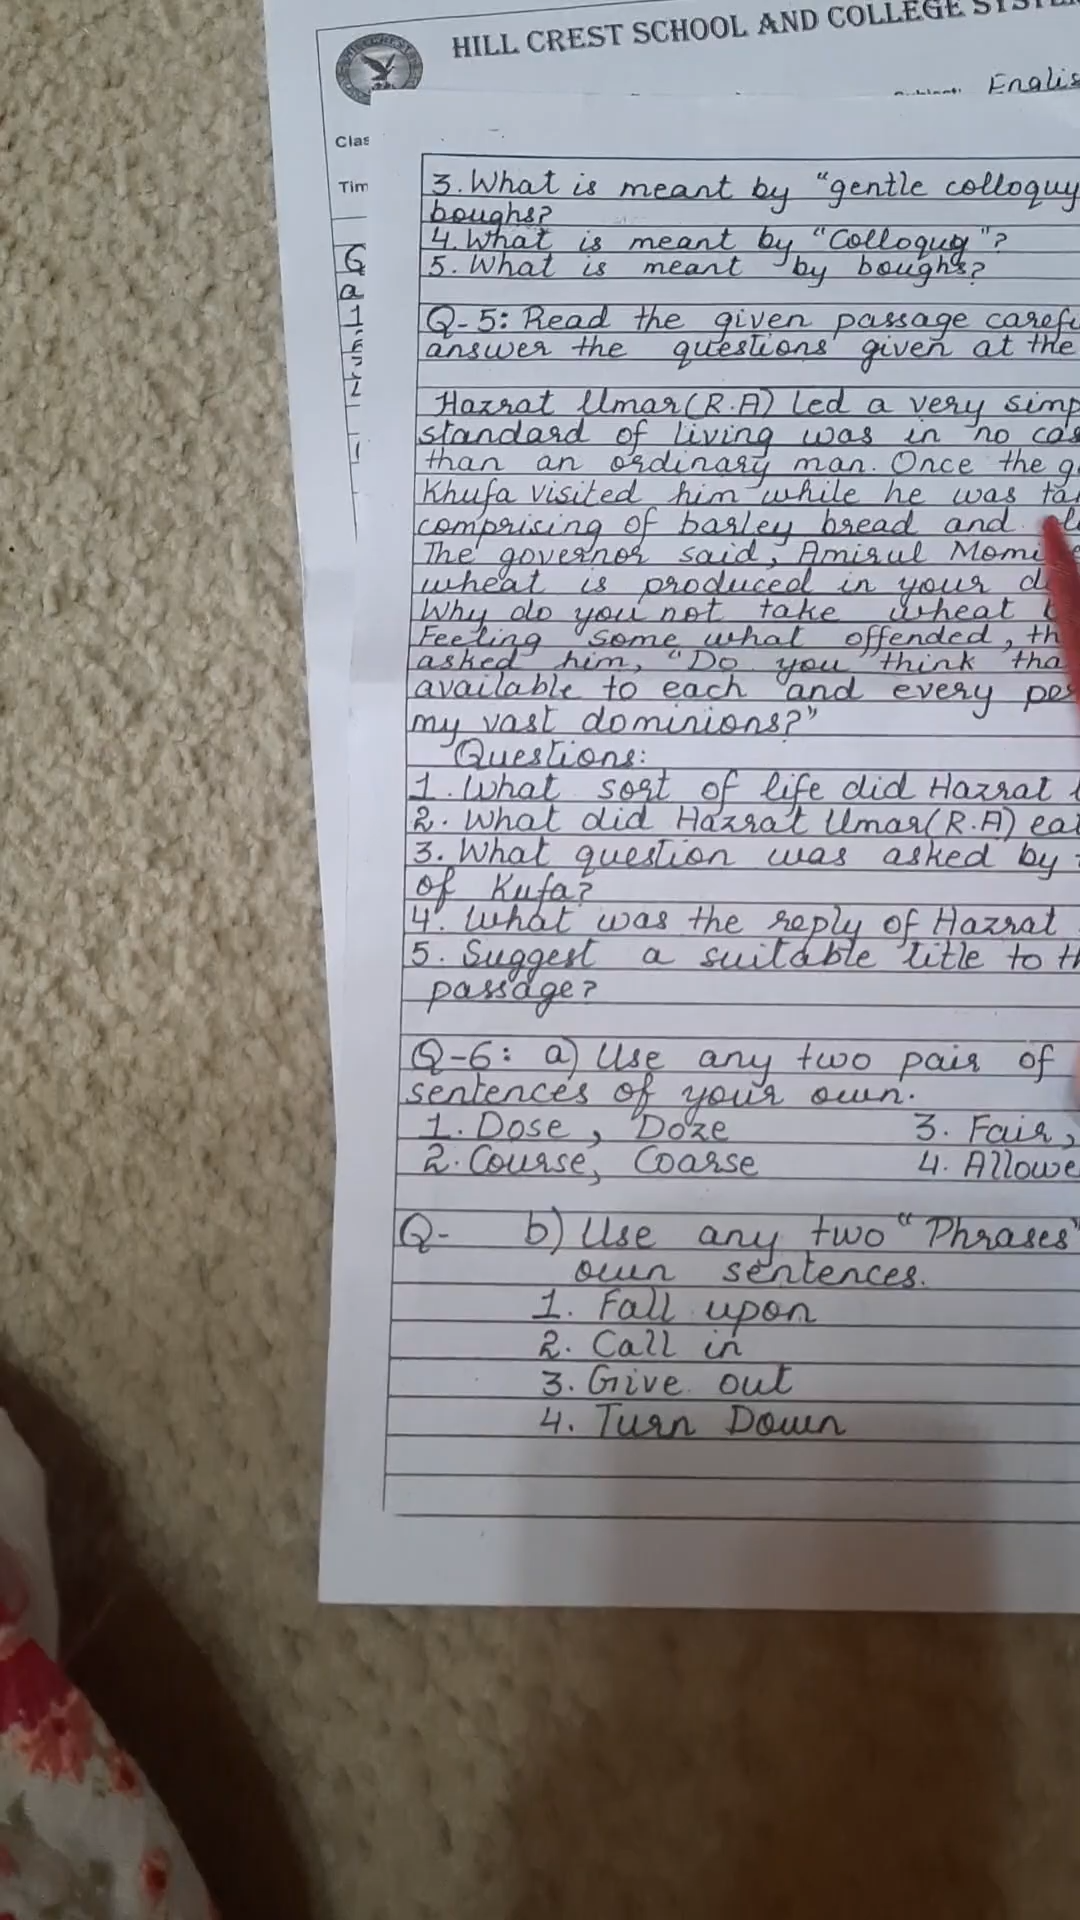 HILL CREST SCHOOL AND COLLEGE
Englis
Clas
Tim
3. What is meant by "gentle colloquy
boughs?
4. What is meant by "Colloquy"?
5. What is meant by boughs?
Q-5: Read the given passage carefu
answer the questions given at the
Hazrat Umar(R.A) Led a very simp
standard of living was in no cas
than an ordinary man. Once the g
Khufa visited him while he was ta
comprising of barley bread and
The governor said, Amirul Momi
wheat is produced in your d
Why do you not take wheat
Feeling some what offended, th
asked him, "Do you think tha
available to each and every pe
my vast dominions?"
Questions:
1. What sort of life did Hazrat
2. What did Hazrat Umar(R.A) eat
3. What question was asked by
of Kufa?
4. What was the reply of Hazrat
5. Suggest a suitable title to th
passage?
Q-6: a) Use any two pair of
sentences of your own.
1. Dose, Doze 3. Fair,
2. Course, Coarse 4. Allowe
Q- b) Use any two "Phrases"
own sentences.
1. Fall upon
2. Call in
3. Give out
4. Turn Down